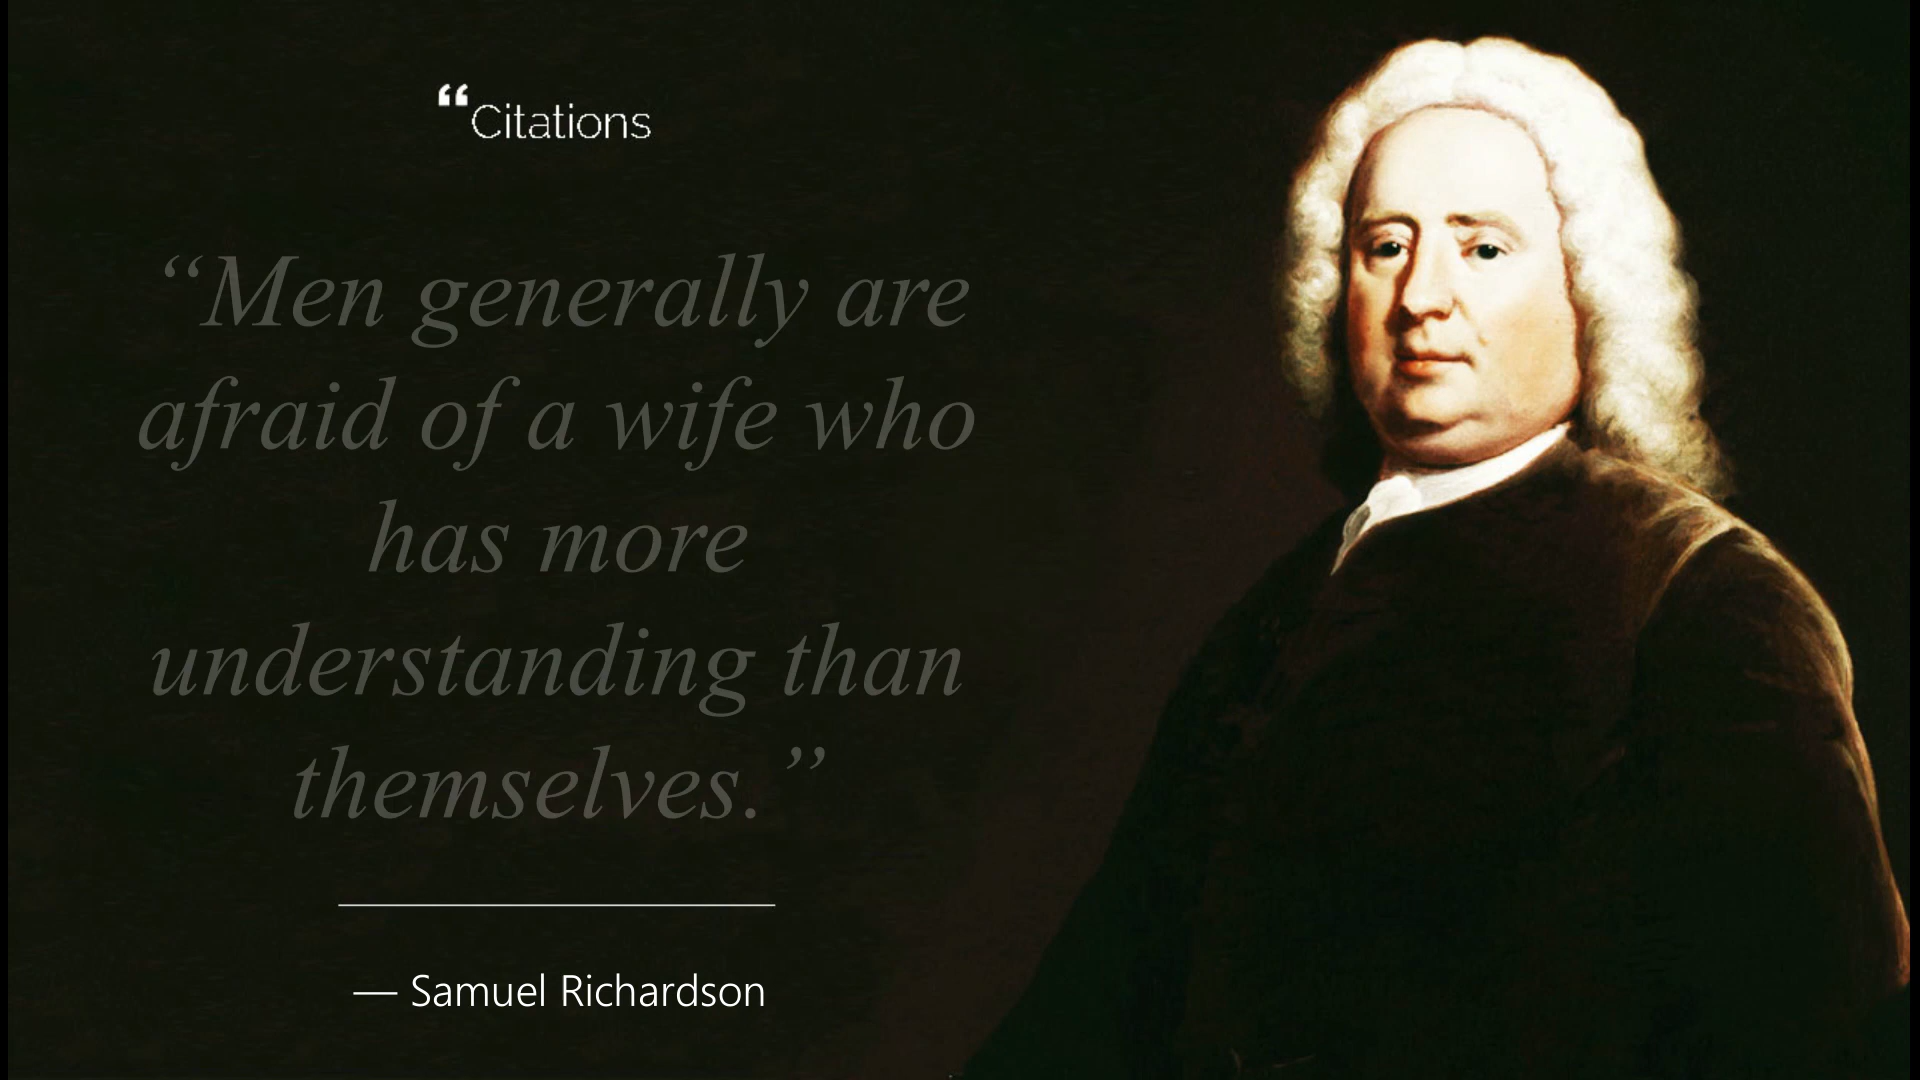 “Citations
“Men generally are
afraid of a wife who
has more
understanding than
themselves.”
— Samuel Richardson